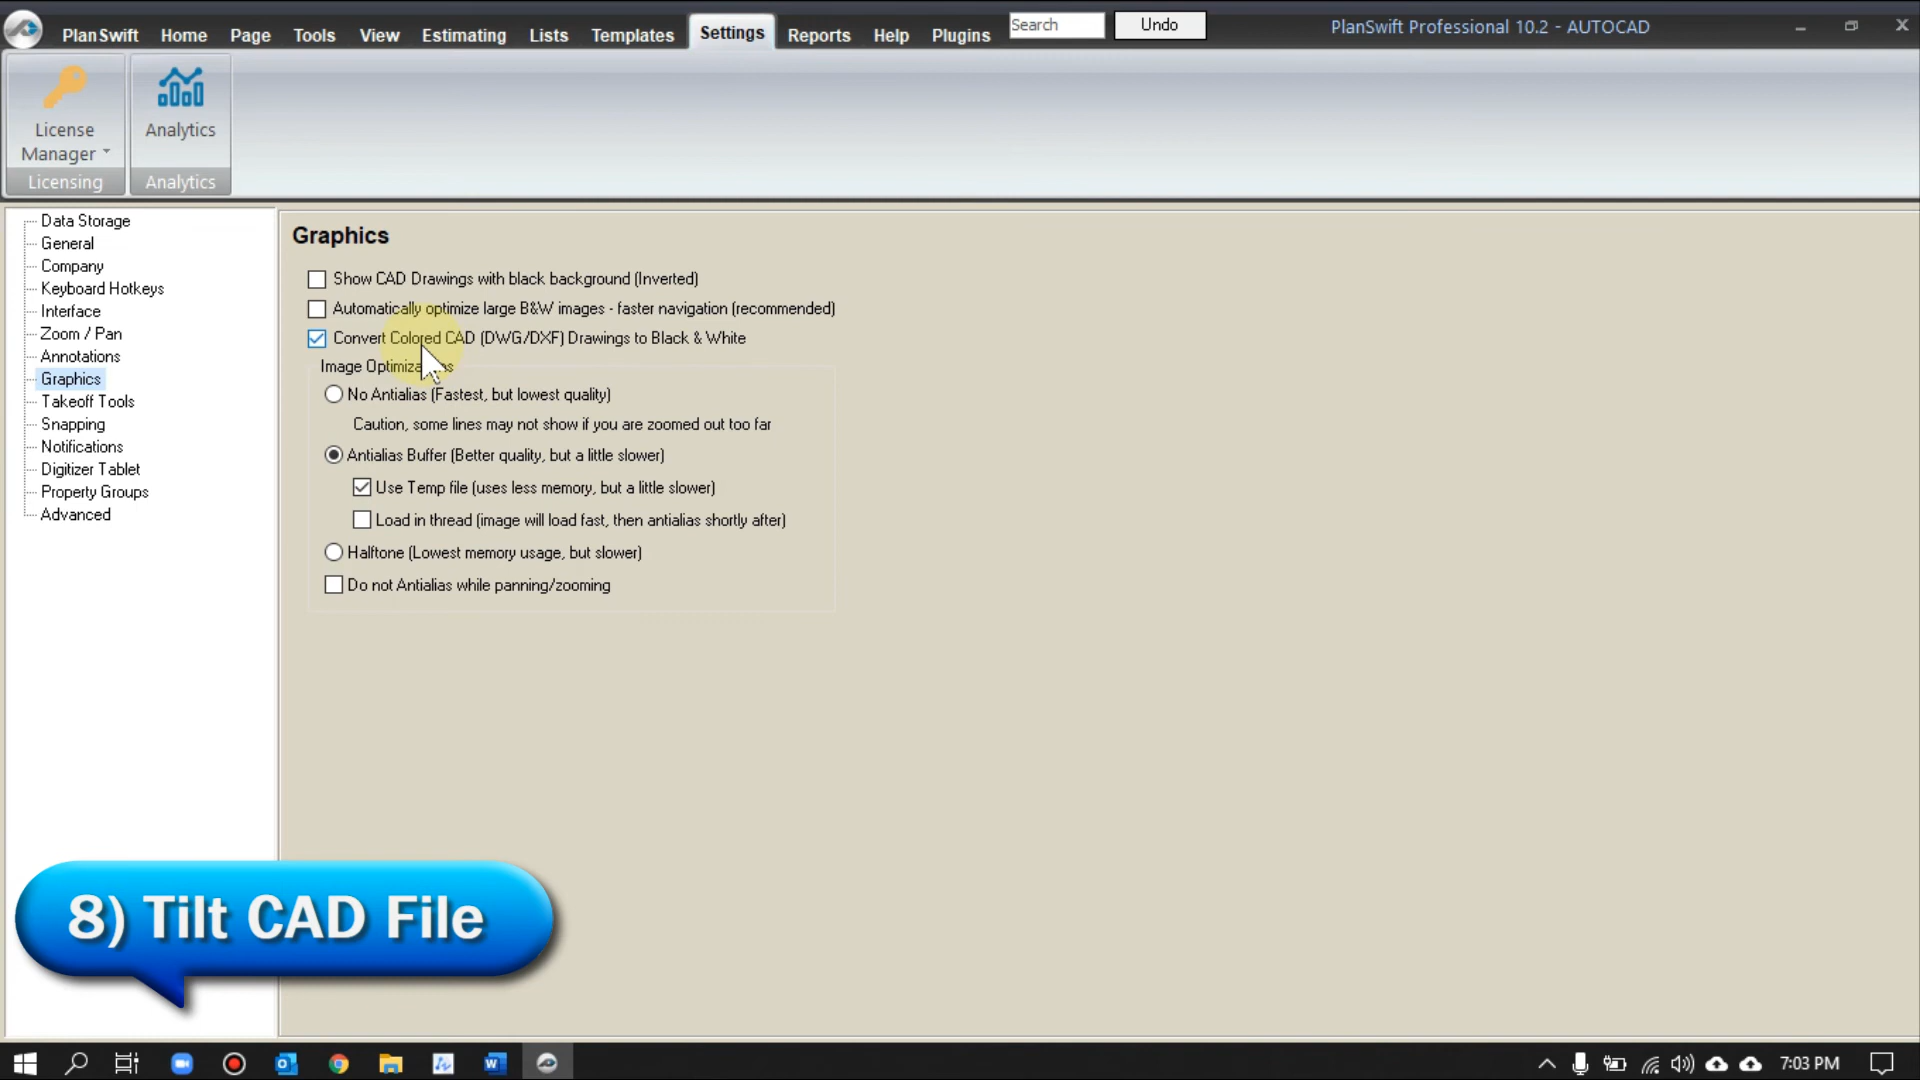 PlanSwift Home Page Tools View Estimating Lists Templates Settings Reports Help Plugins Search Undo PlanSwift Professional 10.2 - AUTOCAD
License
Manager
Licensing
Analytics
Analytics
Data Storage
General
Company
Keyboard Hotkeys
Interface
Zoom / Pan
Annotations
Graphics
Takeoff Tools
Snapping
Notifications
Digitizer Tablet
Property Groups
Advanced
Graphics
Show CAD Drawings with black background (Inverted)
Automatically optimize large B&W images - faster navigation (recommended)
Convert Colored CAD (DWG/DXF) Drawings to Black & White
Image Optimizations
No Antialias (Fastest, but lowest quality)
Caution, some lines may not show if you are zoomed out too far
Antialias Buffer (Better quality, but a little slower)
Use Temp file (uses less memory, but a little slower)
Load in thread (image will load fast, then antialias shortly after)
Halftone (Lowest memory usage, but slower)
Do not Antialias while panning/zooming
8) Tilt CAD File
7:03 PM